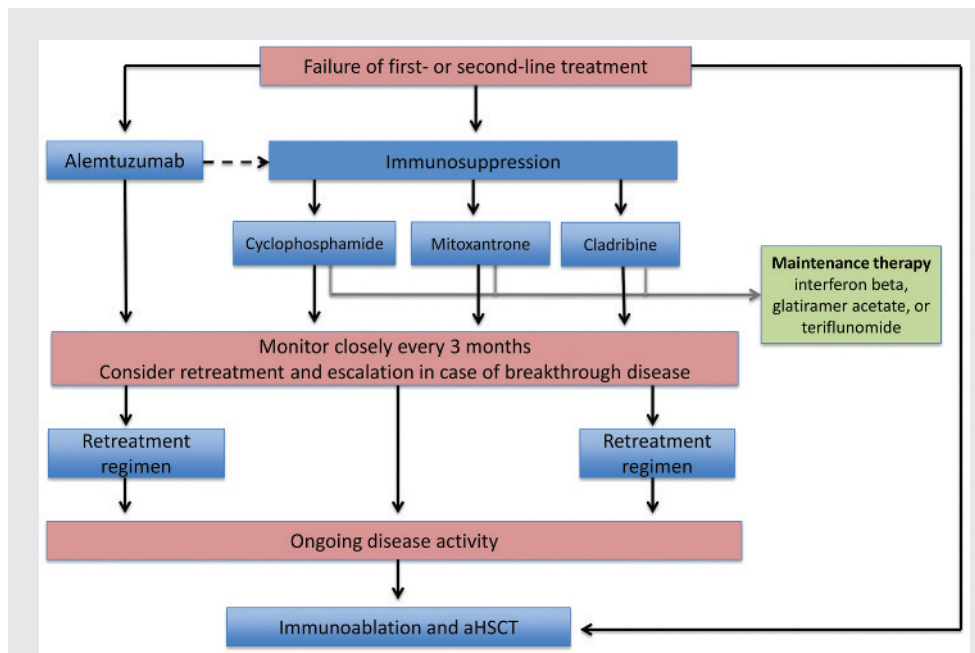 Failure of first- or second-line treatment
Alemtuzumab
Immunosuppression
Cyclophosphamide
Mitoxantrone
Cladribine
Maintenance therapy
interferon beta,
glatiramer acetate, or
teriflunomide
Monitor closely every 3 months
Consider retreatment and escalation in case of breakthrough disease
Retreatment
regimen
Retreatment
regimen
Ongoing disease activity
Immunoablation and aHSCT